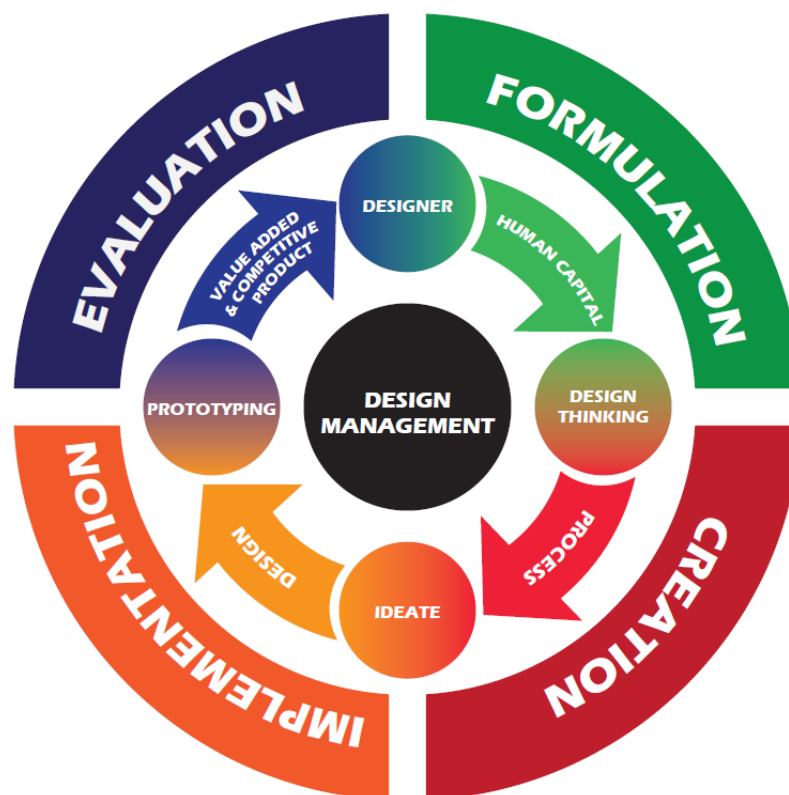 EVALUATION
FORMULATION
DESIGNER
VALUE ADDED
& COMPETITIVE
PRODUCT
HUMAN CAPITAL
PROTOTYPING
DESIGN
MANAGEMENT
DESIGN
THINKING
DESIGN
IDEATE
PROCESS
IMPLEMENTATION
CREATION